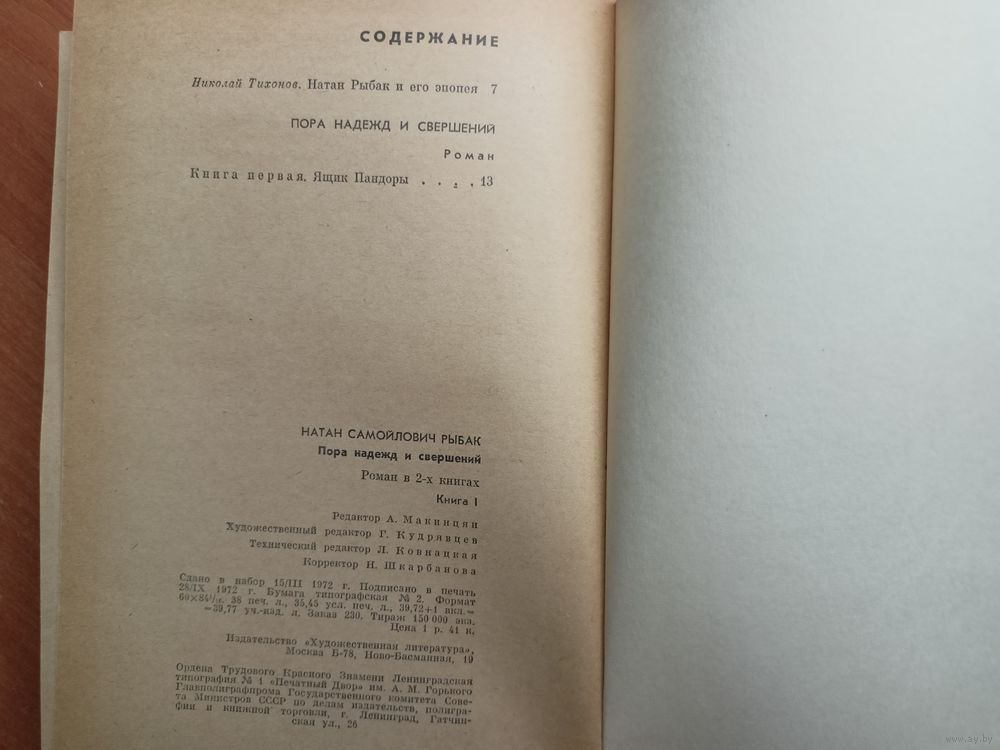 СОДЕРЖАНИЕ
Николай Тихонов. Натан Рыбак и его эпопея 7
ПОРА НАДЕЖД И СВЕРШЕНИЙ
Роман
Книга первая. Ящик Пандоры . . . . 13
НАТАН САМОЙЛОВИЧ РЫБАК
Пора надежд и свершений
Роман в 2-х книгах
Книга I
Редактор А. Макинцян
Художественный редактор Г. Кудрявцев
Технический редактор Л. Ковнацкая
Корректор Н. Шкарбанова
Сдано в набор 15/III 1972 г. Подписано в печать
28/IX 1972 г. Бумага типографская № 2. Формат
60×84¹/₁₆. 38 печ. л., 35,45 усл. печ. л., 39,72+1 вкл.=
=39,77 уч.-изд. л. Заказ 230. Тираж 150 000 экз.
Цена 1 р. 41 к.
Издательство «Художественная литература»,
Москва Б-78, Ново-Басманная, 19
Ордена Трудового Красного Знамени Ленинградская
типография № 1 «Печатный Двор» им. А. М. Горького
Главполиграфпрома Государственного комитета Сове-
та Министров СССР по делам издательств, полигра-
фии и книжной торговли, г. Ленинград, Гатчин-
ская ул., 26
www.ay.by